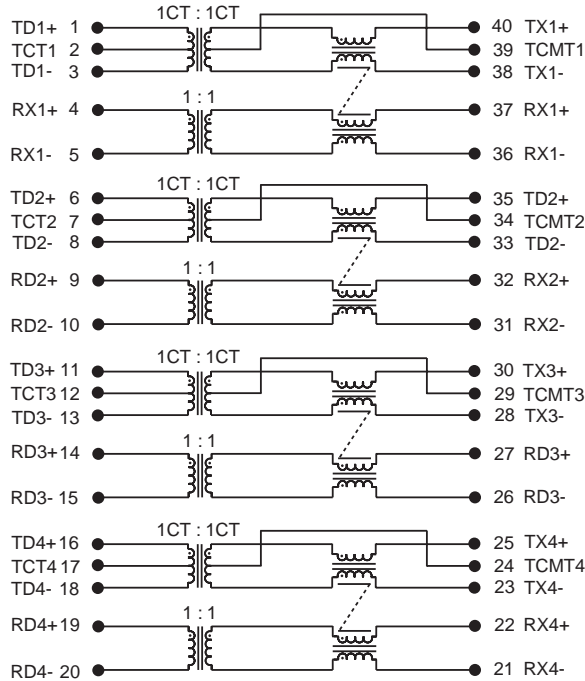 1CT : 1CT
TD1+ 1 40 TX1+
TCT1 2 39 TCMT1
TD1- 3 38 TX1-
1 : 1
RX1+ 4 37 RX1+
RX1- 5 36 RX1-
1CT : 1CT
TD2+ 6 35 TD2+
TCT2 7 34 TCMT2
TD2- 8 33 TD2-
1 : 1
RD2+ 9 32 RX2+
RD2- 10 31 RX2-
1CT : 1CT
TD3+ 11 30 TX3+
TCT3 12 29 TCMT3
TD3- 13 28 TX3-
1 : 1
RD3+ 14 27 RD3+
RD3- 15 26 RD3-
1CT : 1CT
TD4+ 16 25 TX4+
TCT4 17 24 TCMT4
TD4- 18 23 TX4-
1 : 1
RD4+ 19 22 RX4+
RD4- 20 21 RX4-